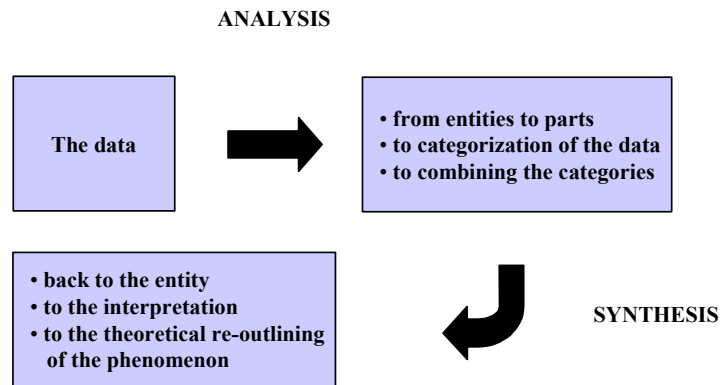 ANALYSIS
The data
• from entities to parts
• to categorization of the data
• to combining the categories
• back to the entity
• to the interpretation
• to the theoretical re-outlining
of the phenomenon
SYNTHESIS